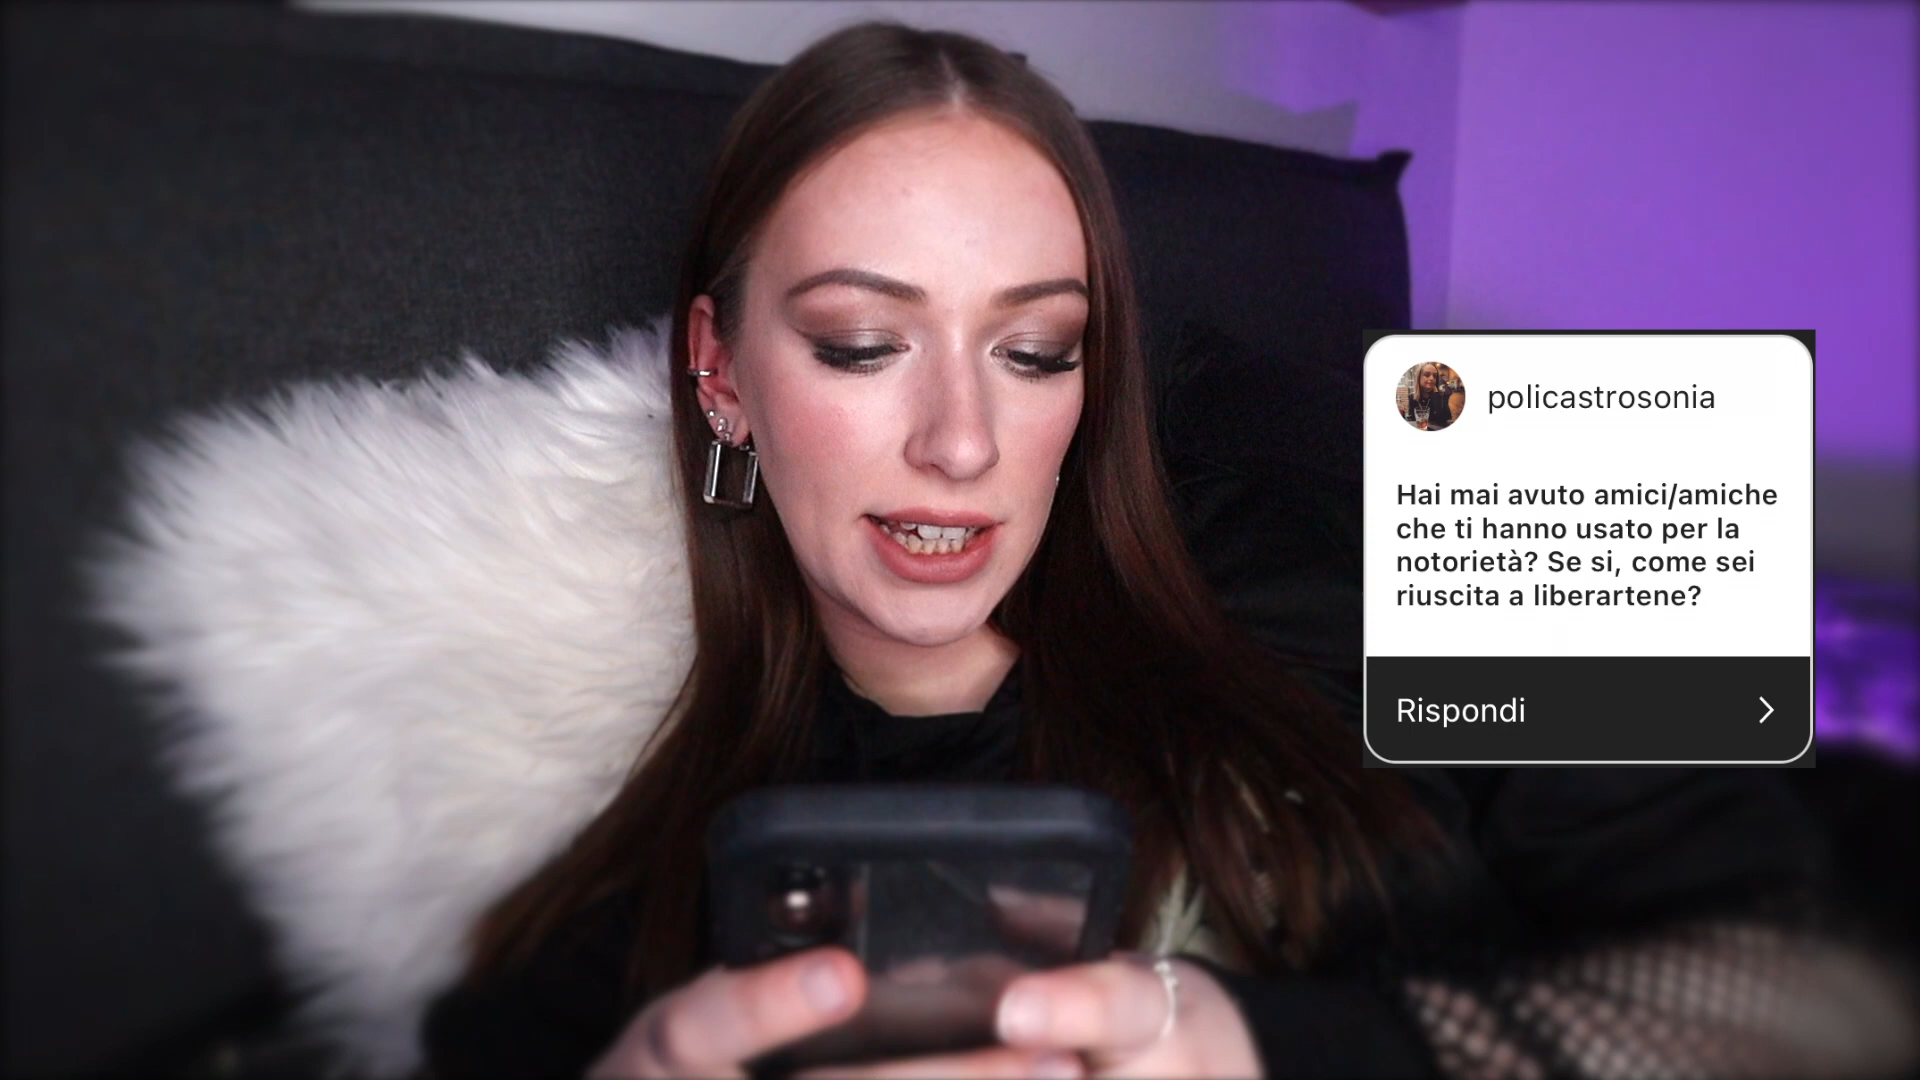 policastrosonia
Hai mai avuto amici/amiche
che ti hanno usato per la
notorietà? Se si, come sei
riuscita a liberartene?
Rispondi